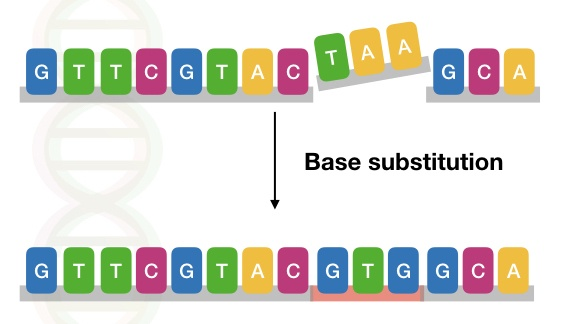 G T T C G T A C T A A G C A
Base substitution
G T T C G T A C G T G G C A